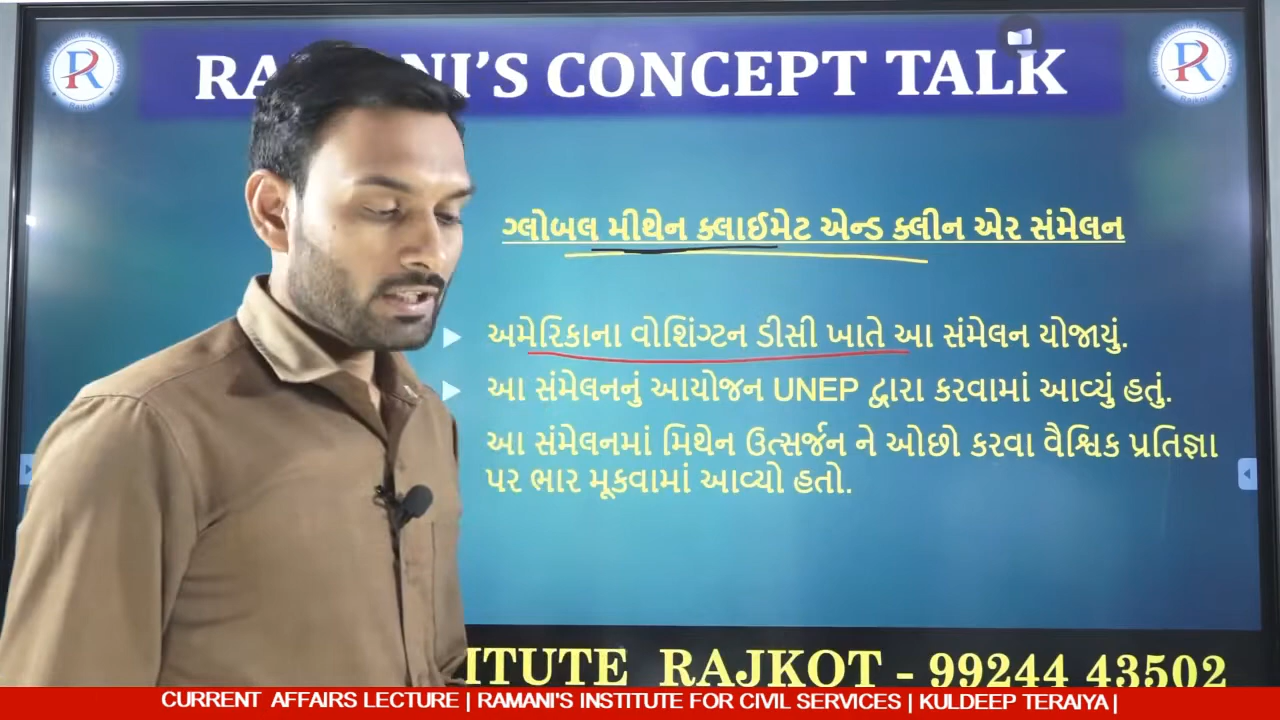 RAMANI'S CONCEPT TALK
ગ્લોબલ મીથેન ક્લાઈમેટ એન્ડ ક્લીન એર સંમેલન
અમેરિકાના વોશિંગ્ટન ડીસી ખાતે આ સંમેલન યોજાયું.
આ સંમેલનનું આયોજન UNEP દ્વારા કરવામાં આવ્યું હતું.
આ સંમેલનમાં મિથેન ઉત્સર્જન ને ઓછો કરવા વૈશ્વિક પ્રતિજ્ઞા
પર ભાર મૂકવામાં આવ્યો હતો.
ITUTE RAJKOT - 99244 43502
CURRENT AFFAIRS LECTURE | RAMANI'S INSTITUTE FOR CIVIL SERVICES | KULDEEP TERAIYA |